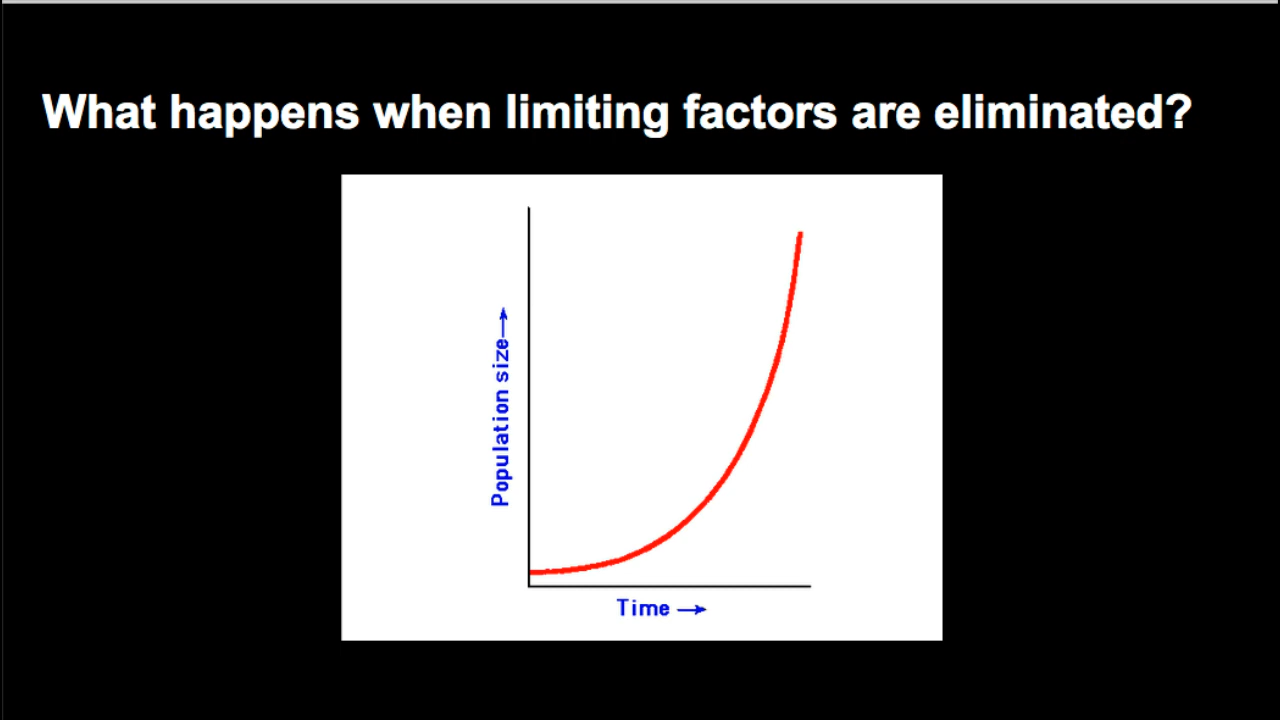 What happens when limiting factors are eliminated?
Population size→
Time →